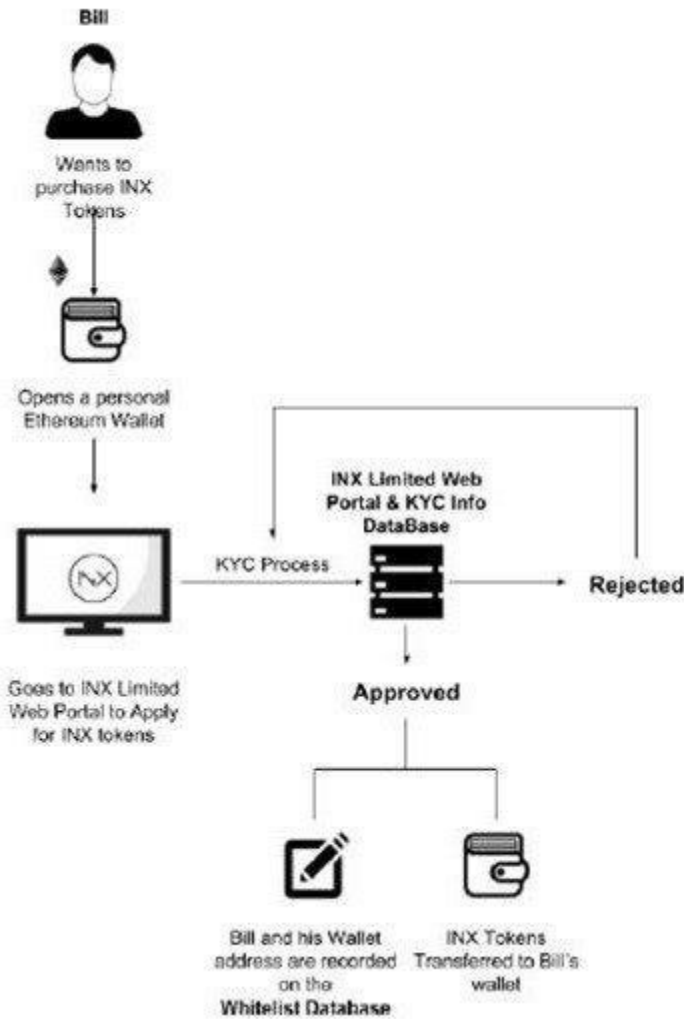 Bill
Wants to
purchase INX
Tokens
Opens a personal
Ethereum Wallet
INX Limited Web
Portal & KYC Info
DataBase
INX
KYC Process
Rejected
Goes to INX Limited
Web Portal to Apply
for INX tokens
Approved
Bill and his Wallet
address are recorded
on the
Whitelist Database
INX Tokens
Transferred to Bill's
wallet